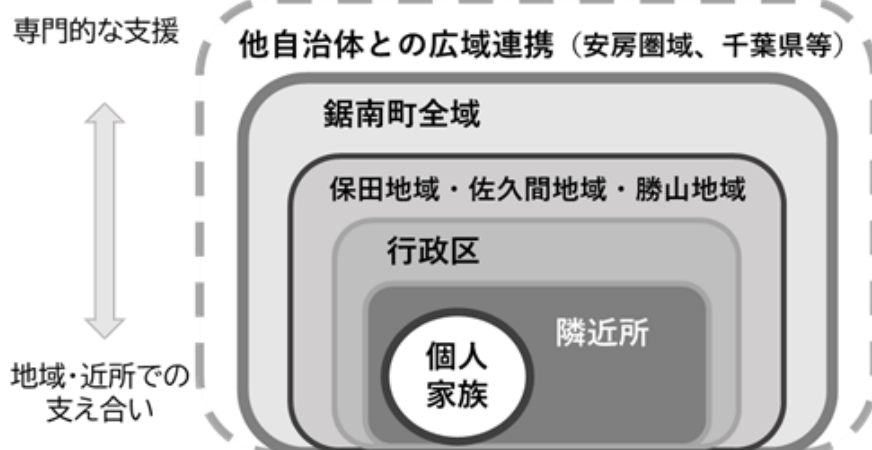 専門的な支援
他自治体との広域連携（安房圏域、千葉県等）
鋸南町全域
保田地域・佐久間地域・勝山地域
行政区
隣近所
個人
家族
地域・近所での
支え合い